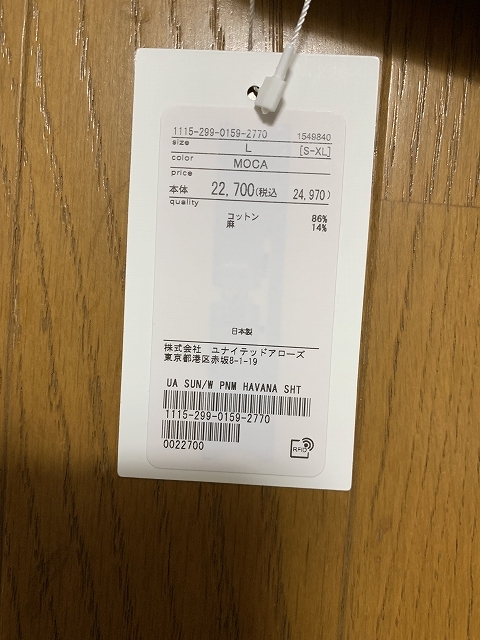 1115-299-0159-2770 1549840
size L [S-XL]
color MOCA
price
本体 22,700(税込 24,970)
quality
コットン 86%
麻 14%
日本製
株式会社 ユナイテッドアローズ
東京都港区赤坂8-1-19
UA SUN/W PNM HAVANA SHT
1115-299-0159-2770
0022700
RFID